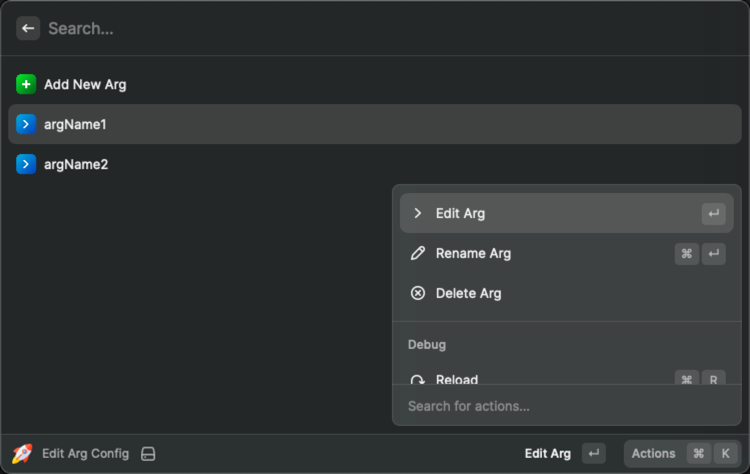 Search...
Add New Arg
argName1
argName2
Edit Arg ↵
Rename Arg ⌘ ↵
Delete Arg
Debug
Reload ⌘ R
Search for actions...
Edit Arg Config Edit Arg ↵ Actions ⌘ K